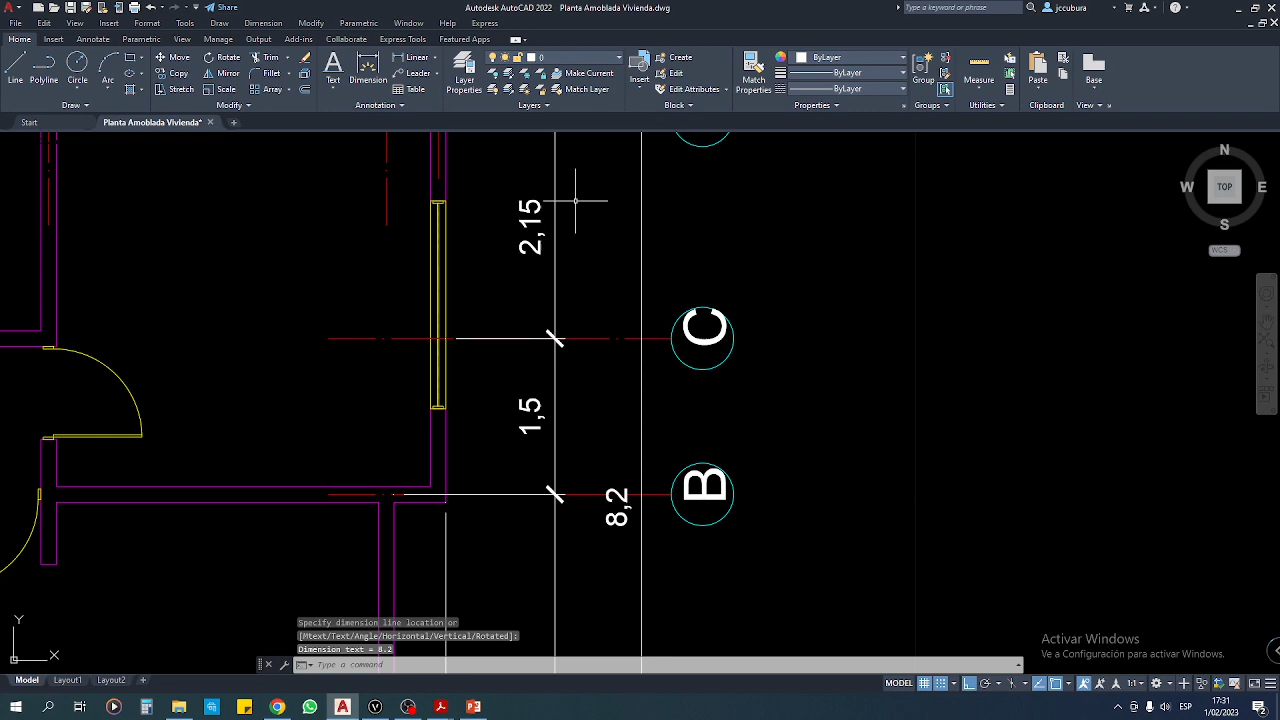 Share
Autodesk AutoCAD 2022 Planta Amoblada Vivienda.dwg
Type a keyword or phrase
jccubura
File Edit View Insert Format Tools Draw Dimension Modify Parametric Window Help Express
Home Insert Annotate Parametric View Manage Output Add-ins Collaborate Express Tools Featured Apps
Line Polyline Circle Arc
Move Rotate Trim
Copy Mirror Fillet
Stretch Scale Array
Text Dimension
Linear
Leader
Table
Layer Properties
0
Make Current
Match Layer
Insert
Create
Edit
Edit Attributes
Match Properties
ByLayer
ByLayer
ByLayer
Group
Measure
Paste
Base
Draw Modify Annotation Layers Block Properties Groups Utilities Clipboard View
Start Planta Amoblada Vivienda*
N
W TOP E
S
WCS
2,15
C
1,5
B
8,2
Specify dimension line location or
[Mtext/Text/Angle/Horizontal/Vertical/Rotated]:
Dimension text = 8.2
Type a command
Y
X
Activar Windows
Ve a Configuración para activar Windows.
Model Layout1 Layout2
MODEL 1:1
ESP
17:31
1/02/2023
2